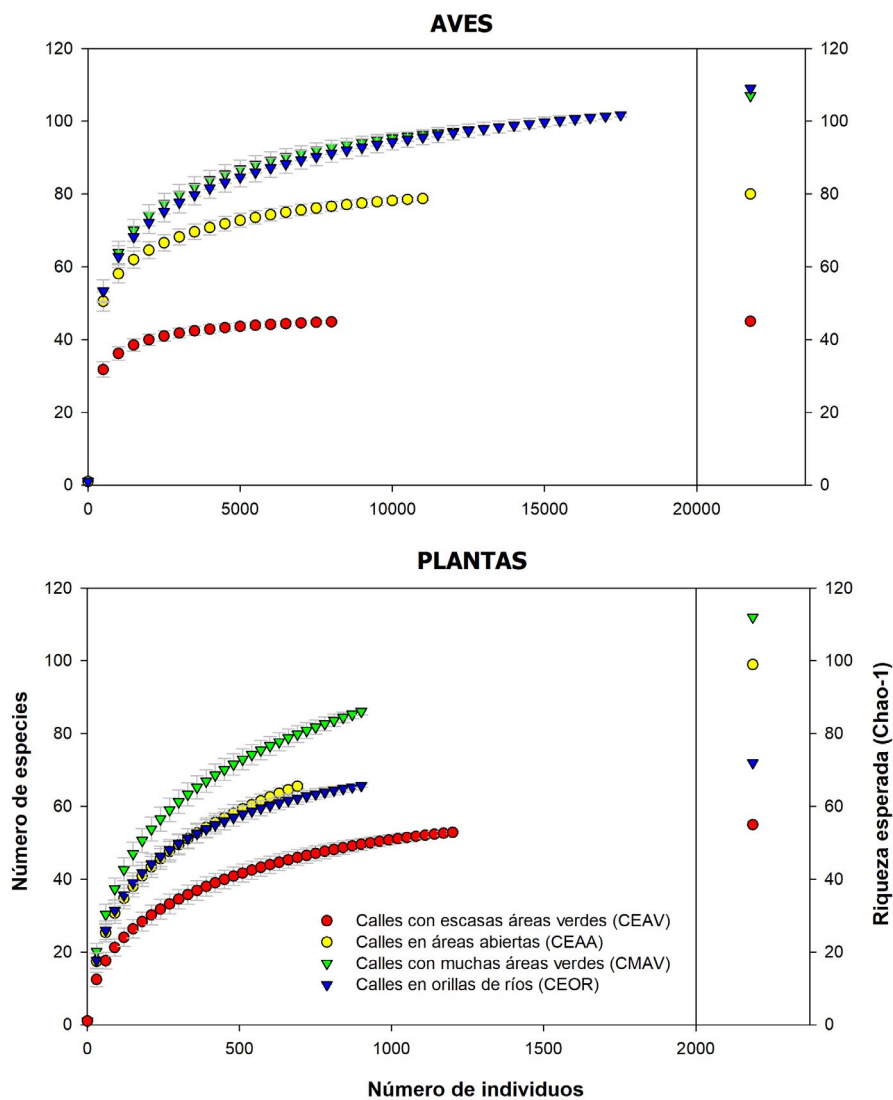 AVES
120
100
80
60
40
20
0
120
100
80
60
40
20
0
0 5000 10000 15000 20000
PLANTAS
120
100
80
60
40
20
0
120
100
80
60
40
20
0
Número de especies
Riqueza esperada (Chao-1)
Calles con escasas áreas verdes (CEAV)
Calles en áreas abiertas (CEAA)
Calles con muchas áreas verdes (CMAV)
Calles en orillas de ríos (CEOR)
0 500 1000 1500 2000
Número de individuos